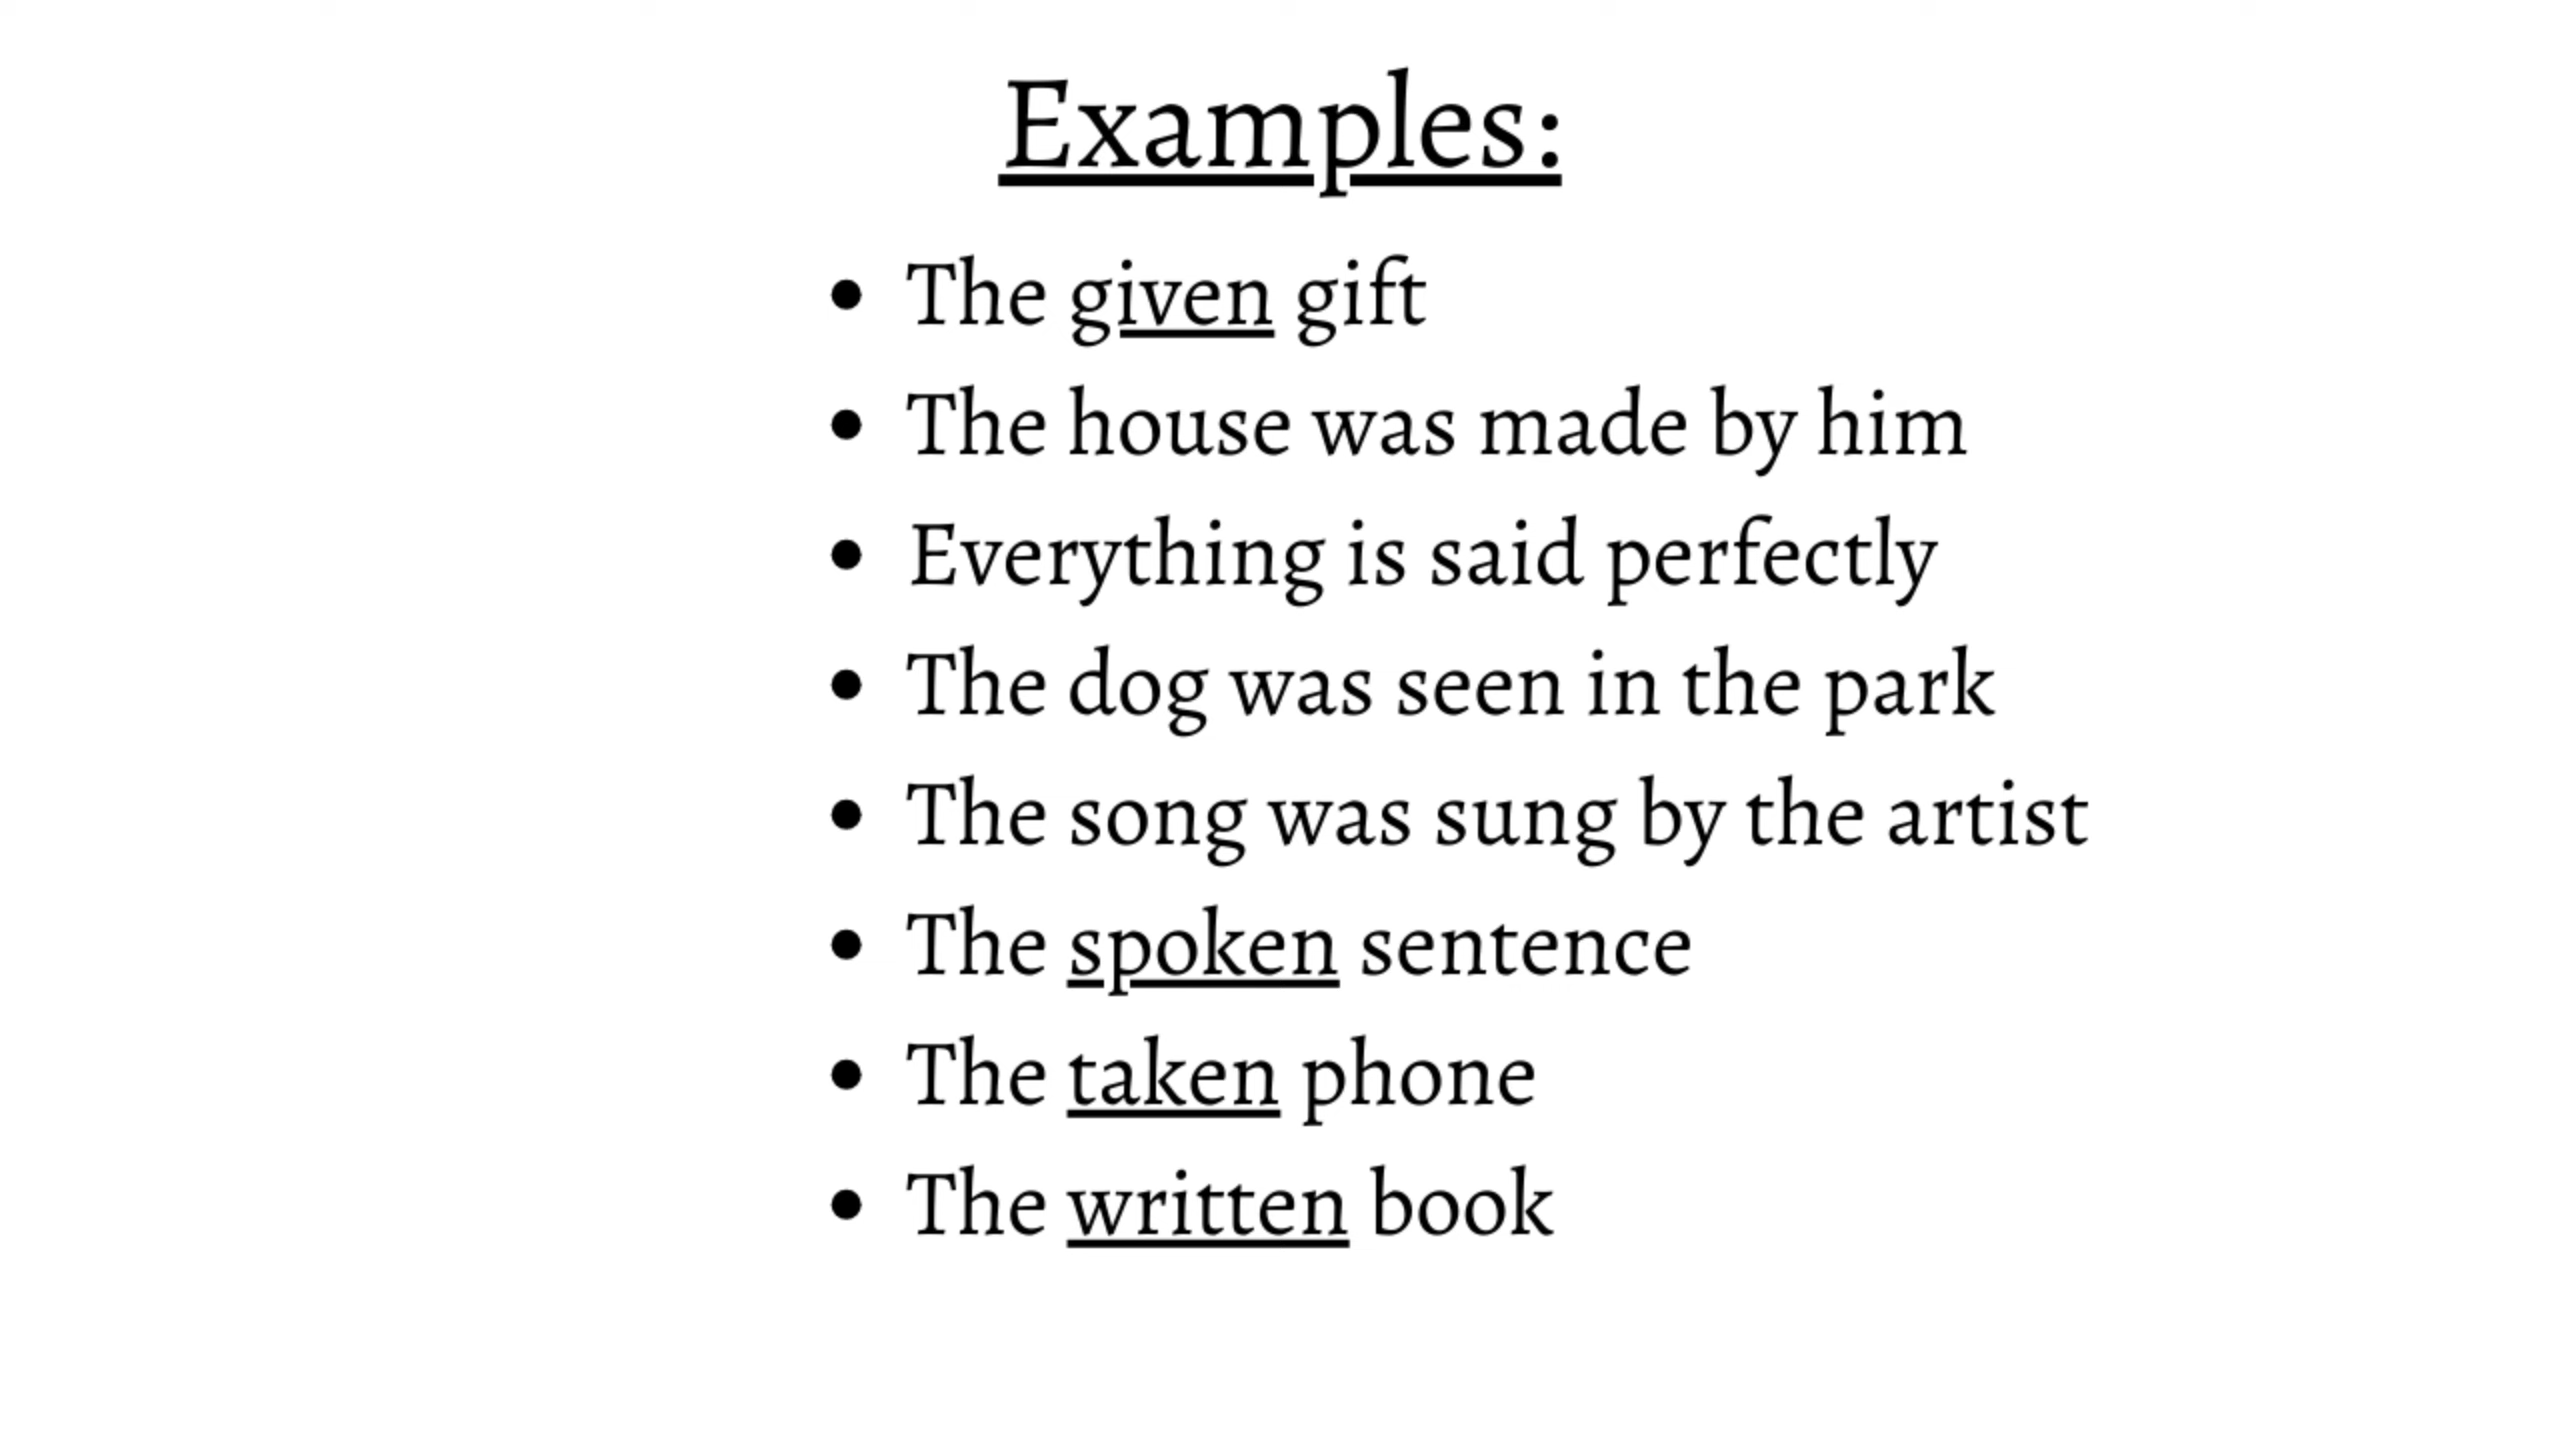 Examples:
• The given gift
• The house was made by him
• Everything is said perfectly
• The dog was seen in the park
• The song was sung by the artist
• The spoken sentence
• The taken phone
• The written book